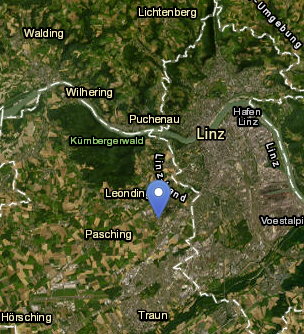 Lichtenberg
-Umgebung
Walding
Wilhering
Puchenau
Hafen
Linz
Linz
Kürnbergerwald
Linz
Linz-Land
Leonding
Voestalpi
Pasching
Hörsching
Traun